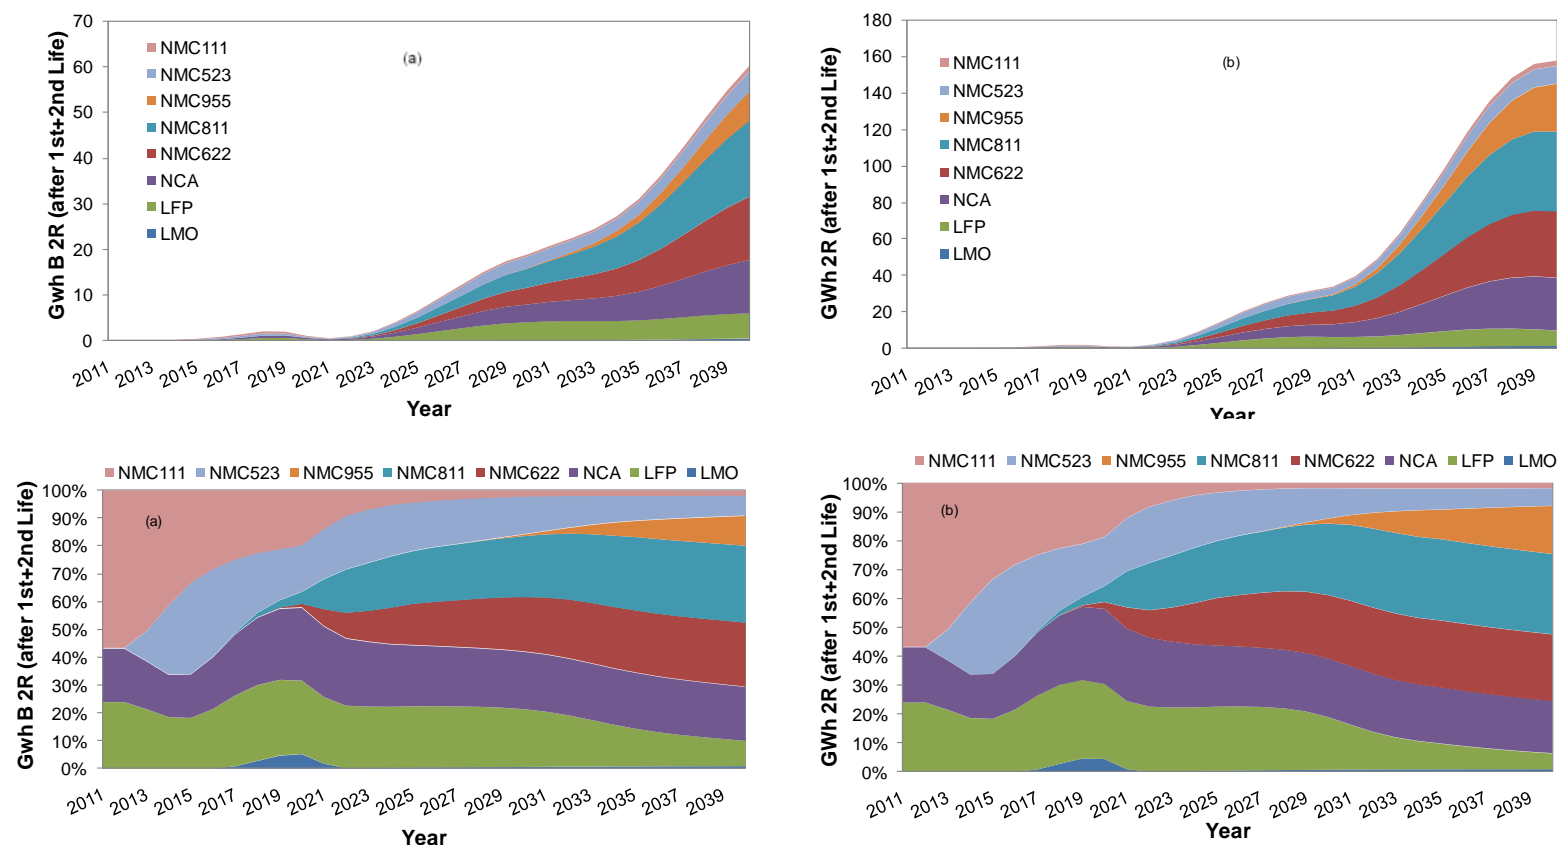 Gwh B 2R (after 1st+2nd Life)
70
60
50
40
30
20
10
0
(a)
NMC111
NMC523
NMC955
NMC811
NMC622
NCA
LFP
LMO
2011 2013 2015 2017 2019 2021 2023 2025 2027 2029 2031 2033 2035 2037 2039
Year
GWh 2R (after 1st+2nd Life)
180
160
140
120
100
80
60
40
20
0
(b)
NMC111
NMC523
NMC955
NMC811
NMC622
NCA
LFP
LMO
2011 2013 2015 2017 2019 2021 2023 2025 2027 2029 2031 2033 2035 2037 2039
Year
NMC111 NMC523 NMC955 NMC811 NMC622 NCA LFP LMO
Gwh B 2R (after 1st+2nd Life)
100%
90%
80%
70%
60%
50%
40%
30%
20%
10%
0%
(a)
2011 2013 2015 2017 2019 2021 2023 2025 2027 2029 2031 2033 2035 2037 2039
Year
NMC111 NMC523 NMC955 NMC811 NMC622 NCA LFP LMO
GWh 2R (after 1st+2nd Life)
100%
90%
80%
70%
60%
50%
40%
30%
20%
10%
0%
(b)
2011 2013 2015 2017 2019 2021 2023 2025 2027 2029 2031 2033 2035 2037 2039
Year